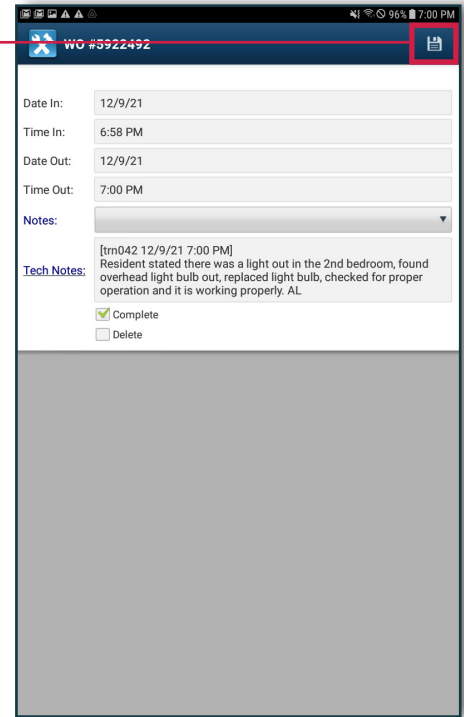 96% 7:00 PM
WO #5922492
Date In: 12/9/21
Time In: 6:58 PM
Date Out: 12/9/21
Time Out: 7:00 PM
Notes:
[trn042 12/9/21 7:00 PM]
Resident stated there was a light out in the 2nd bedroom, found
Tech Notes: overhead light bulb out, replaced light bulb, checked for proper
operation and it is working properly. AL
Complete
Delete